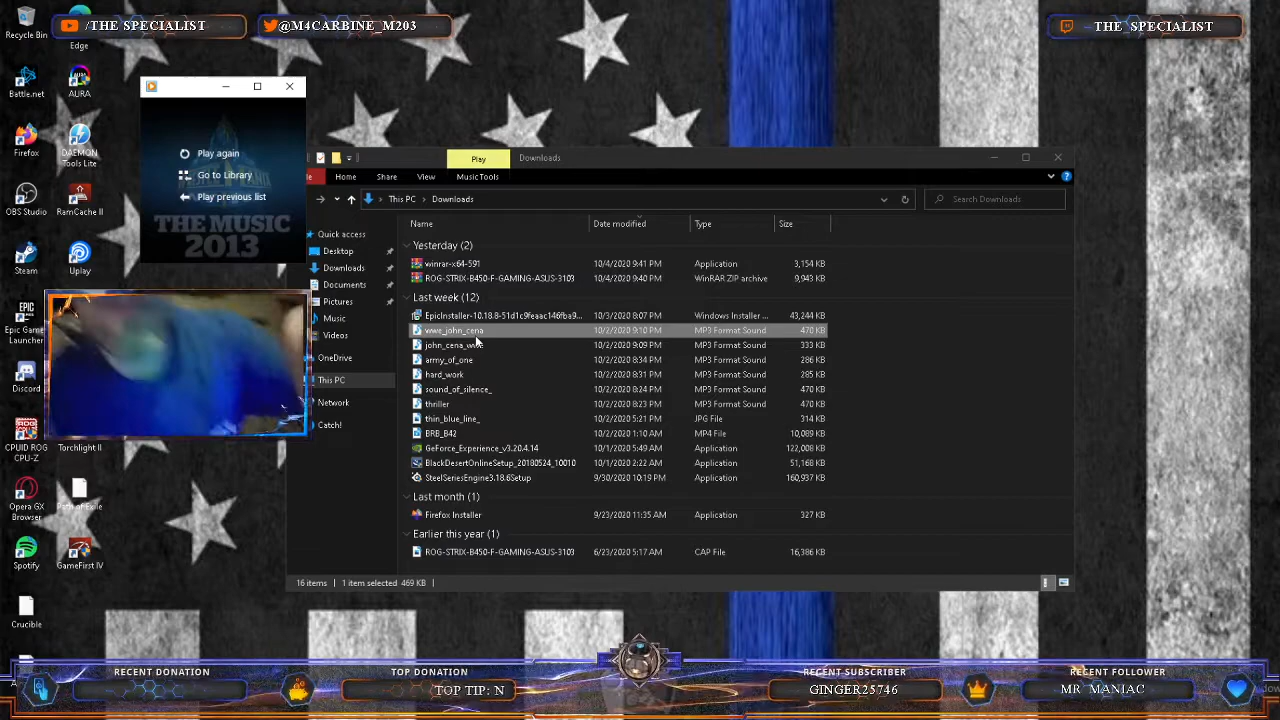 /THE SPECIALIST
@M4CARBINE_M203
THE SPECIALIST
Recycle Bin
Edge
Battle.net
AURA
Firefox
DAEMON Tools Lite
OBS Studio
RamCache II
Steam
Uplay
Epic Games Launcher
Discord
CPUID ROG CPU-Z
Torchlight II
Opera GX Browser
Path of Exile
Spotify
GameFirst IV
Crucible
Play again
Go to Library
Play previous list
THE MUSIC
2013
Play
Downloads
Home Share View Music Tools
This PC > Downloads
Search Downloads
Quick access
Desktop
Downloads
Documents
Pictures
Music
Videos
OneDrive
This PC
Network
Catch!
Name Date modified Type Size
Yesterday (2)
winrar-x64-591 10/4/2020 9:41 PM Application 3,154 KB
ROG-STRIX-B450-F-GAMING-ASUS-3103 10/4/2020 9:40 PM WinRAR ZIP archive 9,943 KB
Last week (12)
EpicInstaller-10.18.8-51d1c9feaac146fba9... 10/3/2020 8:07 PM Windows Installer ... 43,244 KB
wwe_john_cena 10/2/2020 9:10 PM MP3 Format Sound 470 KB
john_cena_wwe 10/2/2020 9:09 PM MP3 Format Sound 333 KB
army_of_one 10/2/2020 8:34 PM MP3 Format Sound 286 KB
hard_work 10/2/2020 8:31 PM MP3 Format Sound 285 KB
sound_of_silence_ 10/2/2020 8:24 PM MP3 Format Sound 470 KB
thriller 10/2/2020 8:23 PM MP3 Format Sound 470 KB
thin_blue_line_ 10/2/2020 5:21 PM JPG File 314 KB
BRB_B42 10/2/2020 1:10 AM MP4 File 10,089 KB
GeForce_Experience_v3.20.4.14 10/1/2020 5:49 AM Application 122,008 KB
BlackDesertOnlineSetup_20180524_10010 10/1/2020 2:22 AM Application 51,168 KB
SteelSeriesEngine3.18.6Setup 9/30/2020 10:19 PM Application 160,937 KB
Last month (1)
Firefox Installer 9/23/2020 11:35 AM Application 327 KB
Earlier this year (1)
ROG-STRIX-B450-F-GAMING-ASUS-3103 6/23/2020 5:17 AM CAP File 16,386 KB
16 items 1 item selected 469 KB
RECENT DONATION
TOP DONATION
TOP TIP: N
RECENT SUBSCRIBER
GINGER25746
RECENT FOLLOWER
MR MANIAC